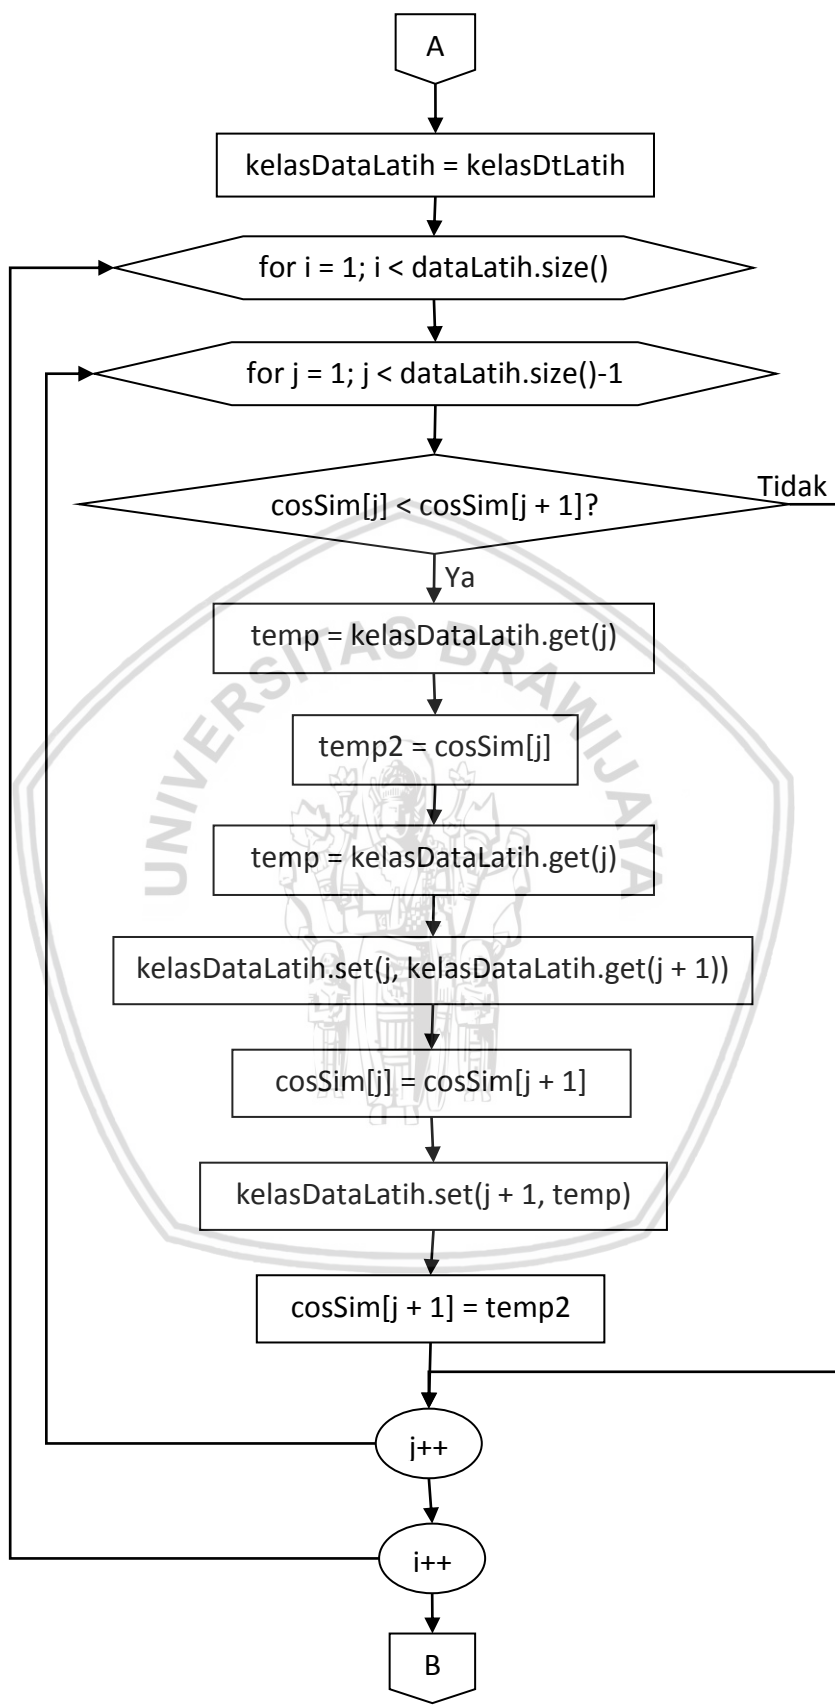 A
kelasDataLatih = kelasDtLatih
for i = 1; i < dataLatih.size()
for j = 1; j < dataLatih.size()-1
cosSim[j] < cosSim[j + 1]?
Tidak
Ya
temp = kelasDataLatih.get(j)
temp2 = cosSim[j]
temp = kelasDataLatih.get(j)
kelasDataLatih.set(j, kelasDataLatih.get(j + 1))
cosSim[j] = cosSim[j + 1]
kelasDataLatih.set(j + 1, temp)
cosSim[j + 1] = temp2
j++
i++
B
UNIVERSITAS BRAWIJAYA